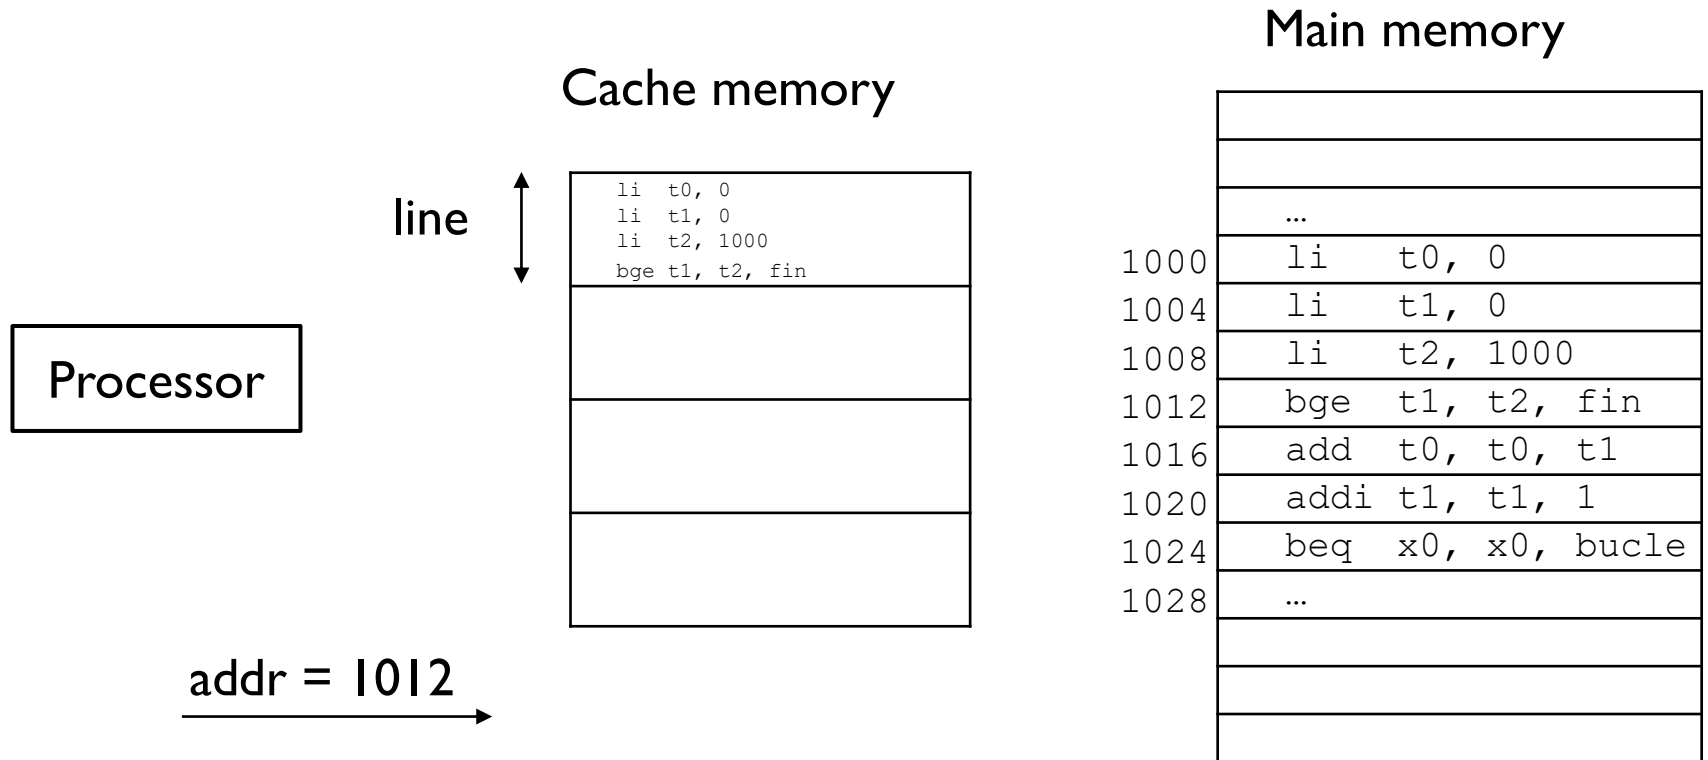 Main memory
Cache memory
line
li t0, 0
li t1, 0
li t2, 1000
bge t1, t2, fin
Processor
addr = 1012
…
1000 li t0, 0
1004 li t1, 0
1008 li t2, 1000
1012 bge t1, t2, fin
1016 add t0, t0, t1
1020 addi t1, t1, 1
1024 beq x0, x0, bucle
1028 …